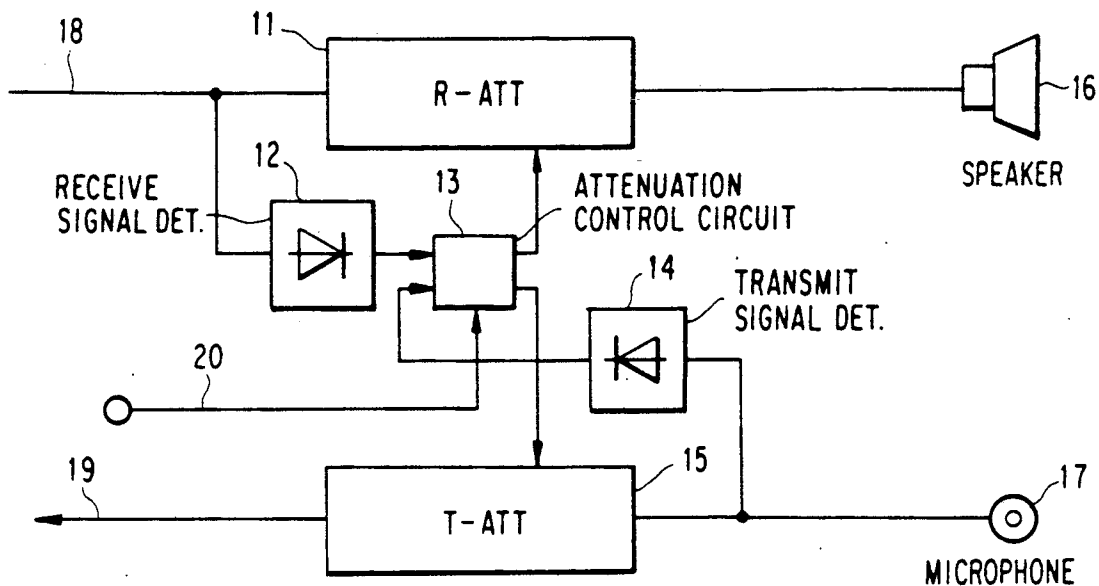 18
11
R-ATT
16
SPEAKER
RECEIVE
SIGNAL DET.
12
13
ATTENUATION
CONTROL CIRCUIT
14
TRANSMIT
SIGNAL DET.
20
19
T-ATT
15
17
MICROPHONE